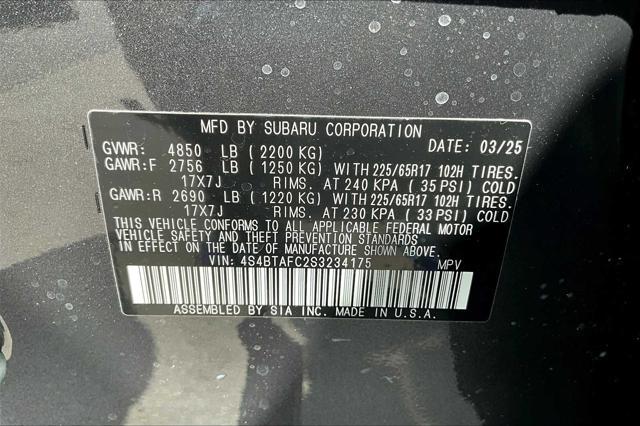 MFD BY SUBARU CORPORATION
GVWR: 4850 LB (2200 KG) DATE: 03/25
GAWR:F 2756 LB (1250 KG) WITH 225/65R17 102H TIRES.
17X7J RIMS. AT 240 KPA (35 PSI) COLD
GAWR:R 2690 LB (1220 KG) WITH 225/65R17 102H TIRES.
17X7J RIMS. AT 230 KPA (33 PSI) COLD
THIS VEHICLE CONFORMS TO ALL APPLICABLE FEDERAL MOTOR
VEHICLE SAFETY AND THEFT PREVENTION STANDARDS
IN EFFECT ON THE DATE OF MANUFACTURE SHOWN ABOVE.
VIN: 4S4BTAFC2S3234175 MPV
ASSEMBLED BY SIA INC. MADE IN U.S.A.